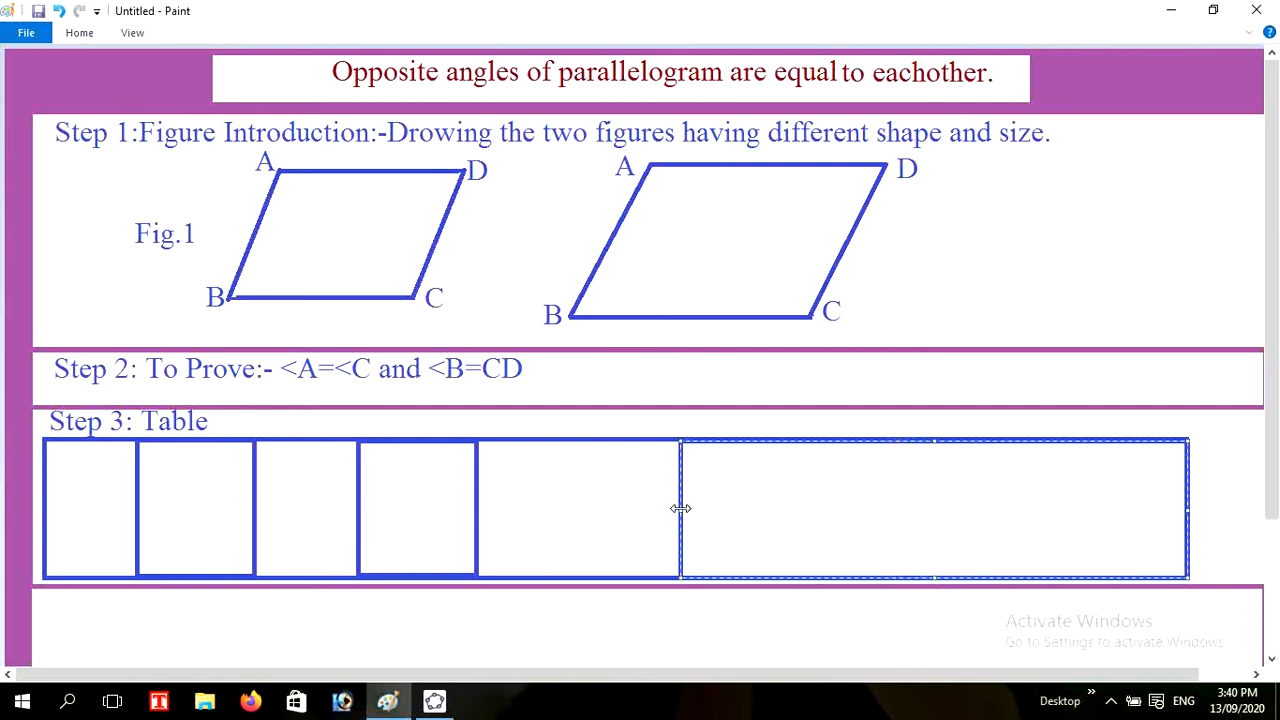 Untitled - Paint
File Home View
Opposite angles of parallelogram are equal to eachother.
Step 1:Figure Introduction:-Drowing the two figures having different shape and size.
A D A D
Fig.1
B C B C
Step 2: To Prove:- <A=<C and <B=CD
Step 3: Table
Activate Windows
Go to Settings to activate Windows
Desktop ENG 3:40 PM
13/09/2020